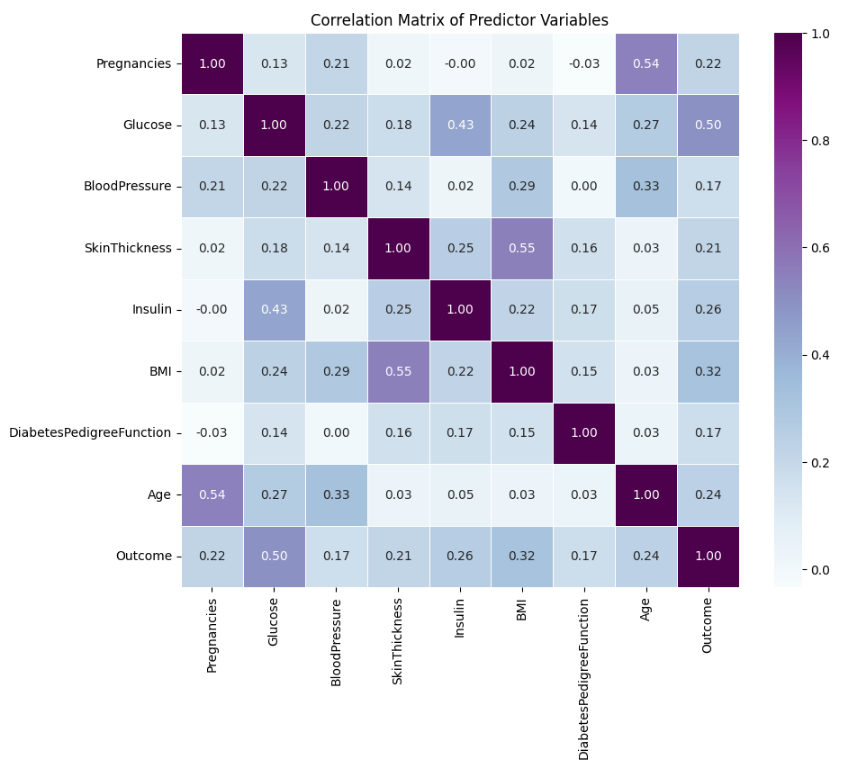 Correlation Matrix of Predictor Variables
Pregnancies 1.00 0.13 0.21 0.02 -0.00 0.02 -0.03 0.54 0.22
Glucose 0.13 1.00 0.22 0.18 0.43 0.24 0.14 0.27 0.50
BloodPressure 0.21 0.22 1.00 0.14 0.02 0.29 0.00 0.33 0.17
SkinThickness 0.02 0.18 0.14 1.00 0.25 0.55 0.16 0.03 0.21
Insulin -0.00 0.43 0.02 0.25 1.00 0.22 0.17 0.05 0.26
BMI 0.02 0.24 0.29 0.55 0.22 1.00 0.15 0.03 0.32
DiabetesPedigreeFunction -0.03 0.14 0.00 0.16 0.17 0.15 1.00 0.03 0.17
Age 0.54 0.27 0.33 0.03 0.05 0.03 0.03 1.00 0.24
Outcome 0.22 0.50 0.17 0.21 0.26 0.32 0.17 0.24 1.00
Pregnancies
Glucose
BloodPressure
SkinThickness
Insulin
BMI
DiabetesPedigreeFunction
Age
Outcome
1.0
0.8
0.6
0.4
0.2
0.0